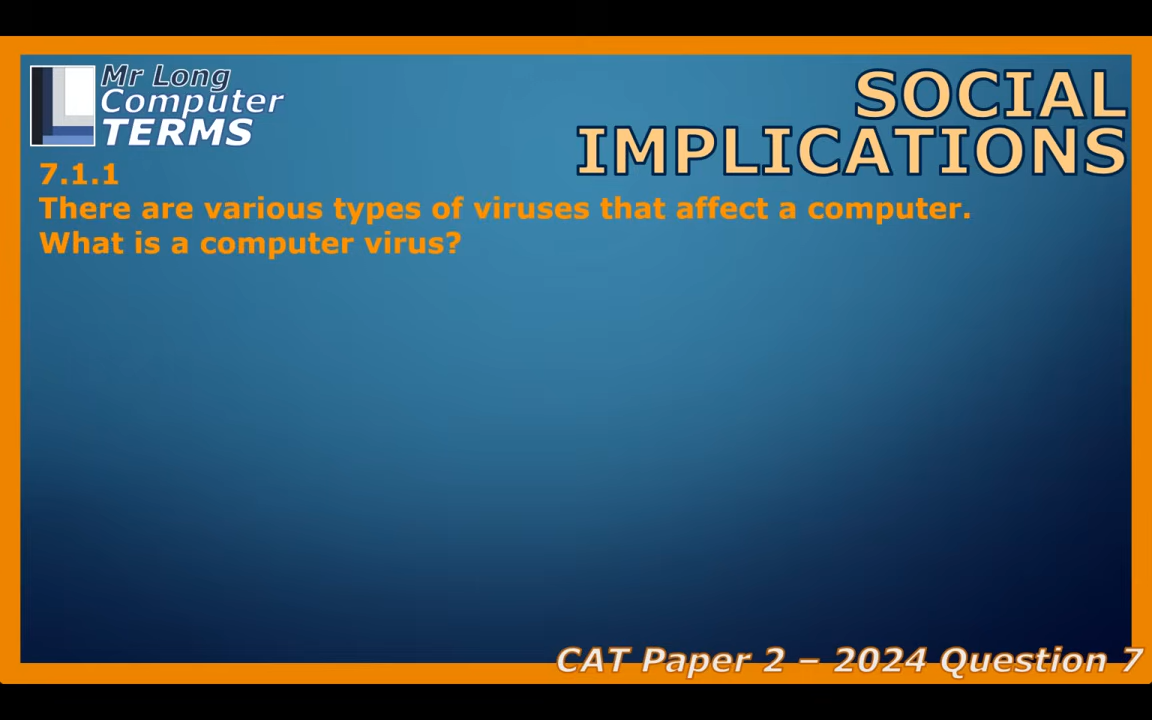 Mr Long
Computer
TERMS
SOCIAL
IMPLICATIONS
7.1.1
There are various types of viruses that affect a computer.
What is a computer virus?
CAT Paper 2 – 2024 Question 7